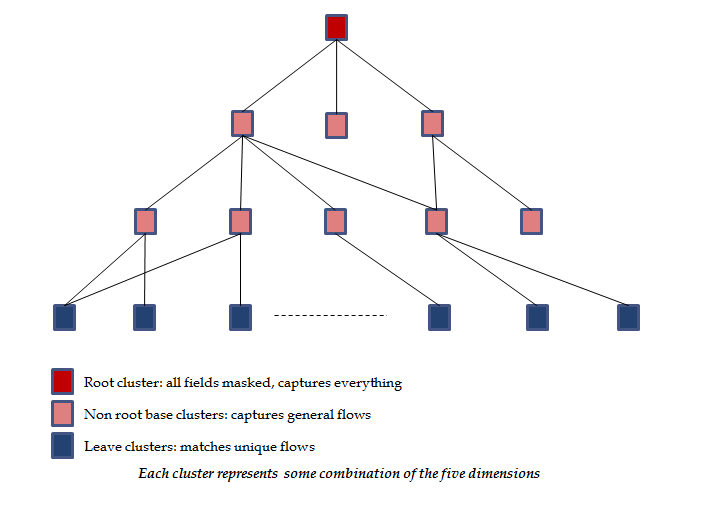 Root cluster: all fields masked, captures everything
Non root base clusters: captures general flows
Leave clusters: matches unique flows
Each cluster represents some combination of the five dimensions